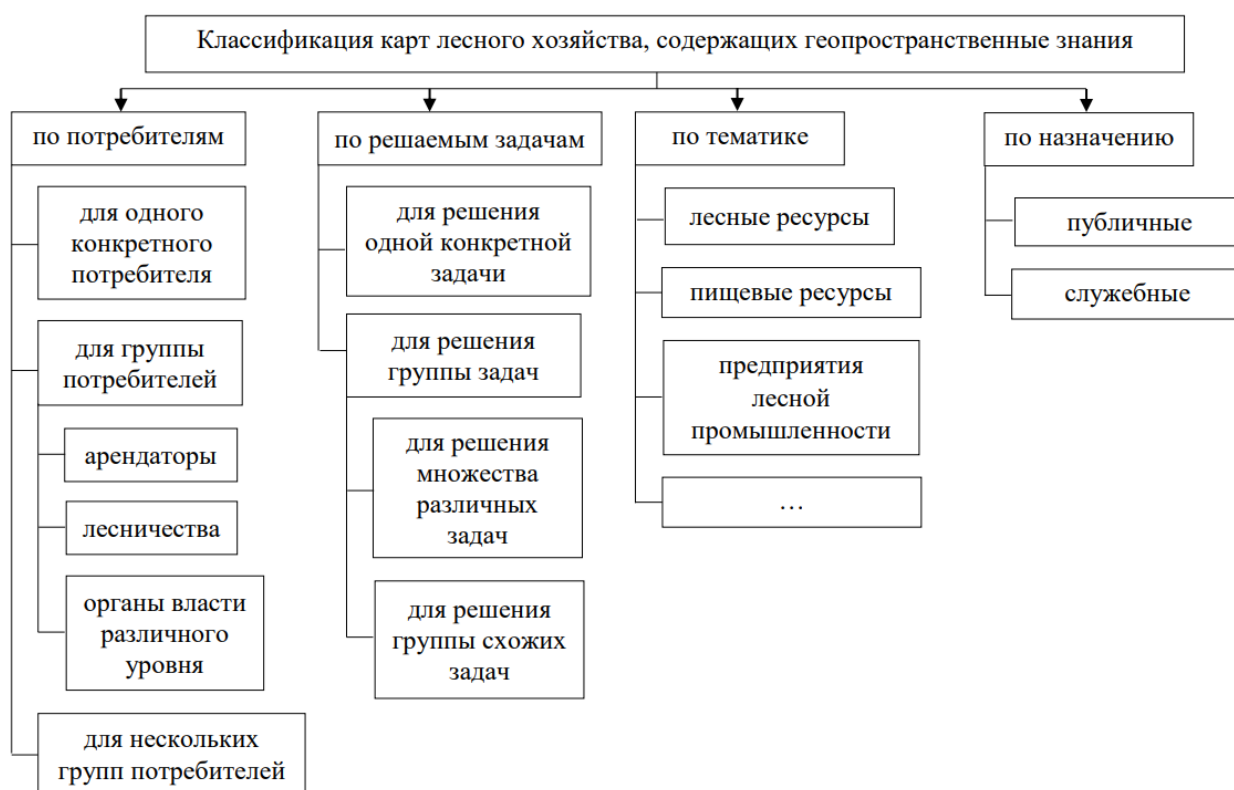 Классификация карт лесного хозяйства, содержащих геопространственные знания
по потребителям
для одного
конкретного
потребителя
для группы
потребителей
арендаторы
лесничества
органы власти
различного
уровня
для нескольких
групп потребителей
по решаемым задачам
для решения
одной конкретной
задачи
для решения
группы задач
для решения
множества
различных
задач
для решения
группы схожих
задач
по тематике
лесные ресурсы
пищевые ресурсы
предприятия
лесной
промышленности
…
по назначению
публичные
служебные